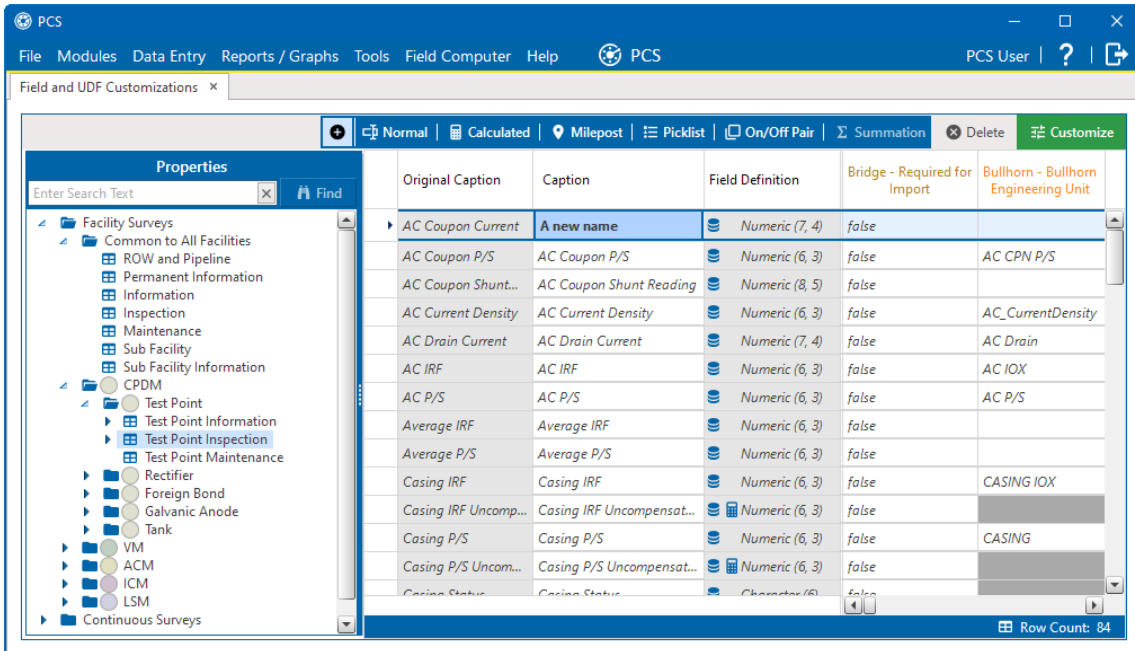 PCS
File Modules Data Entry Reports / Graphs Tools Field Computer Help PCS PCS User | ? |
Field and UDF Customizations ×
Normal | Calculated | Milepost | Picklist | On/Off Pair | Σ Summation Delete Customize
Properties
Enter Search Text × Find
Facility Surveys
Common to All Facilities
ROW and Pipeline
Permanent Information
Information
Inspection
Maintenance
Sub Facility
Sub Facility Information
CPDM
Test Point
Test Point Information
Test Point Inspection
Test Point Maintenance
Rectifier
Foreign Bond
Galvanic Anode
Tank
VM
ACM
ICM
LSM
Continuous Surveys
Original Caption Caption Field Definition Bridge - Required for Import Bullhorn - Bullhorn Engineering Unit
AC Coupon Current A new name Numeric (7, 4) false
AC Coupon P/S AC Coupon P/S Numeric (6, 3) false AC CPN P/S
AC Coupon Shunt... AC Coupon Shunt Reading Numeric (8, 5) false
AC Current Density AC Current Density Numeric (6, 3) false AC_CurrentDensity
AC Drain Current AC Drain Current Numeric (7, 4) false AC Drain
AC IRF AC IRF Numeric (6, 3) false AC IOX
AC P/S AC P/S Numeric (6, 3) false AC P/S
Average IRF Average IRF Numeric (6, 3) false
Average P/S Average P/S Numeric (6, 3) false
Casing IRF Casing IRF Numeric (6, 3) false CASING IOX
Casing IRF Uncomp... Casing IRF Uncompensat... Numeric (6, 3) false
Casing P/S Casing P/S Numeric (6, 3) false CASING
Casing P/S Uncom... Casing P/S Uncompensat... Numeric (6, 3) false
Casing Status Casing Status Character (6) false
Row Count: 84